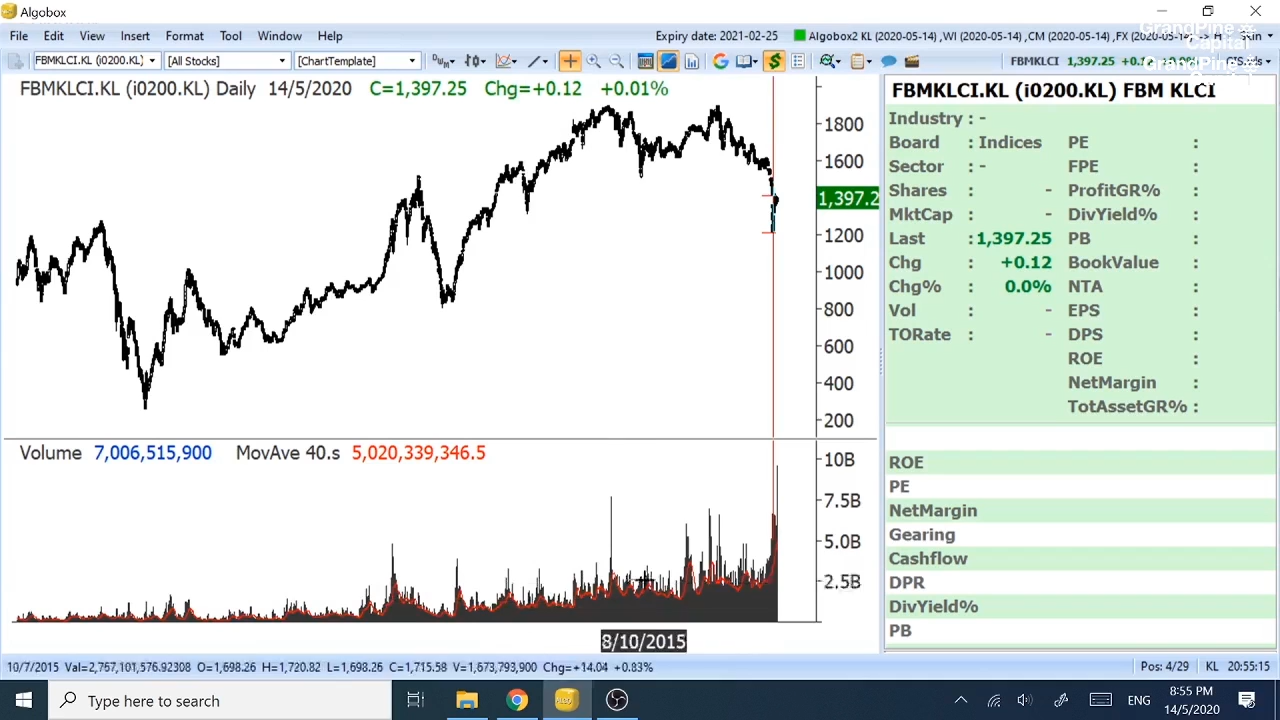 Algobox
File Edit View Insert Format Tool Window Help Expiry date: 2021-02-25 Algobox2 KL (2020-05-14) ,WI (2020-05-14) ,CM (2020-05-14) ,FX (2020-05-1
GrandPine
Capital
GrandPine
FBMKLCI.KL (i0200.KL) [All Stocks] [ChartTemplate] FBMKLCI 1,397.25
FBMKLCI.KL (i0200.KL) Daily 14/5/2020 C=1,397.25 Chg=+0.12 +0.01%
1800
1600
1,397.2
1200
1000
800
600
400
200
Volume 7,006,515,900 MovAve 40.s 5,020,339,346.5
10B
7.5B
5.0B
2.5B
8/10/2015
FBMKLCI.KL (i0200.KL) FBM KLCI
Industry : -
Board : Indices PE :
Sector : - FPE :
Shares : - ProfitGR% :
MktCap : - DivYield% :
Last : 1,397.25 PB :
Chg : +0.12 BookValue :
Chg% : 0.0% NTA :
Vol : - EPS :
TORate : - DPS :
ROE :
NetMargin :
TotAssetGR% :
ROE
PE
NetMargin
Gearing
Cashflow
DPR
DivYield%
PB
10/7/2015 Val=2,767,101,576.92308 O=1,698.26 H=1,720.82 L=1,698.26 C=1,715.58 V=1,673,793,900 Chg=+14.04 +0.83% Pos: 4/29 KL 20:55:15
Type here to search ENG 8:55 PM
14/5/2020